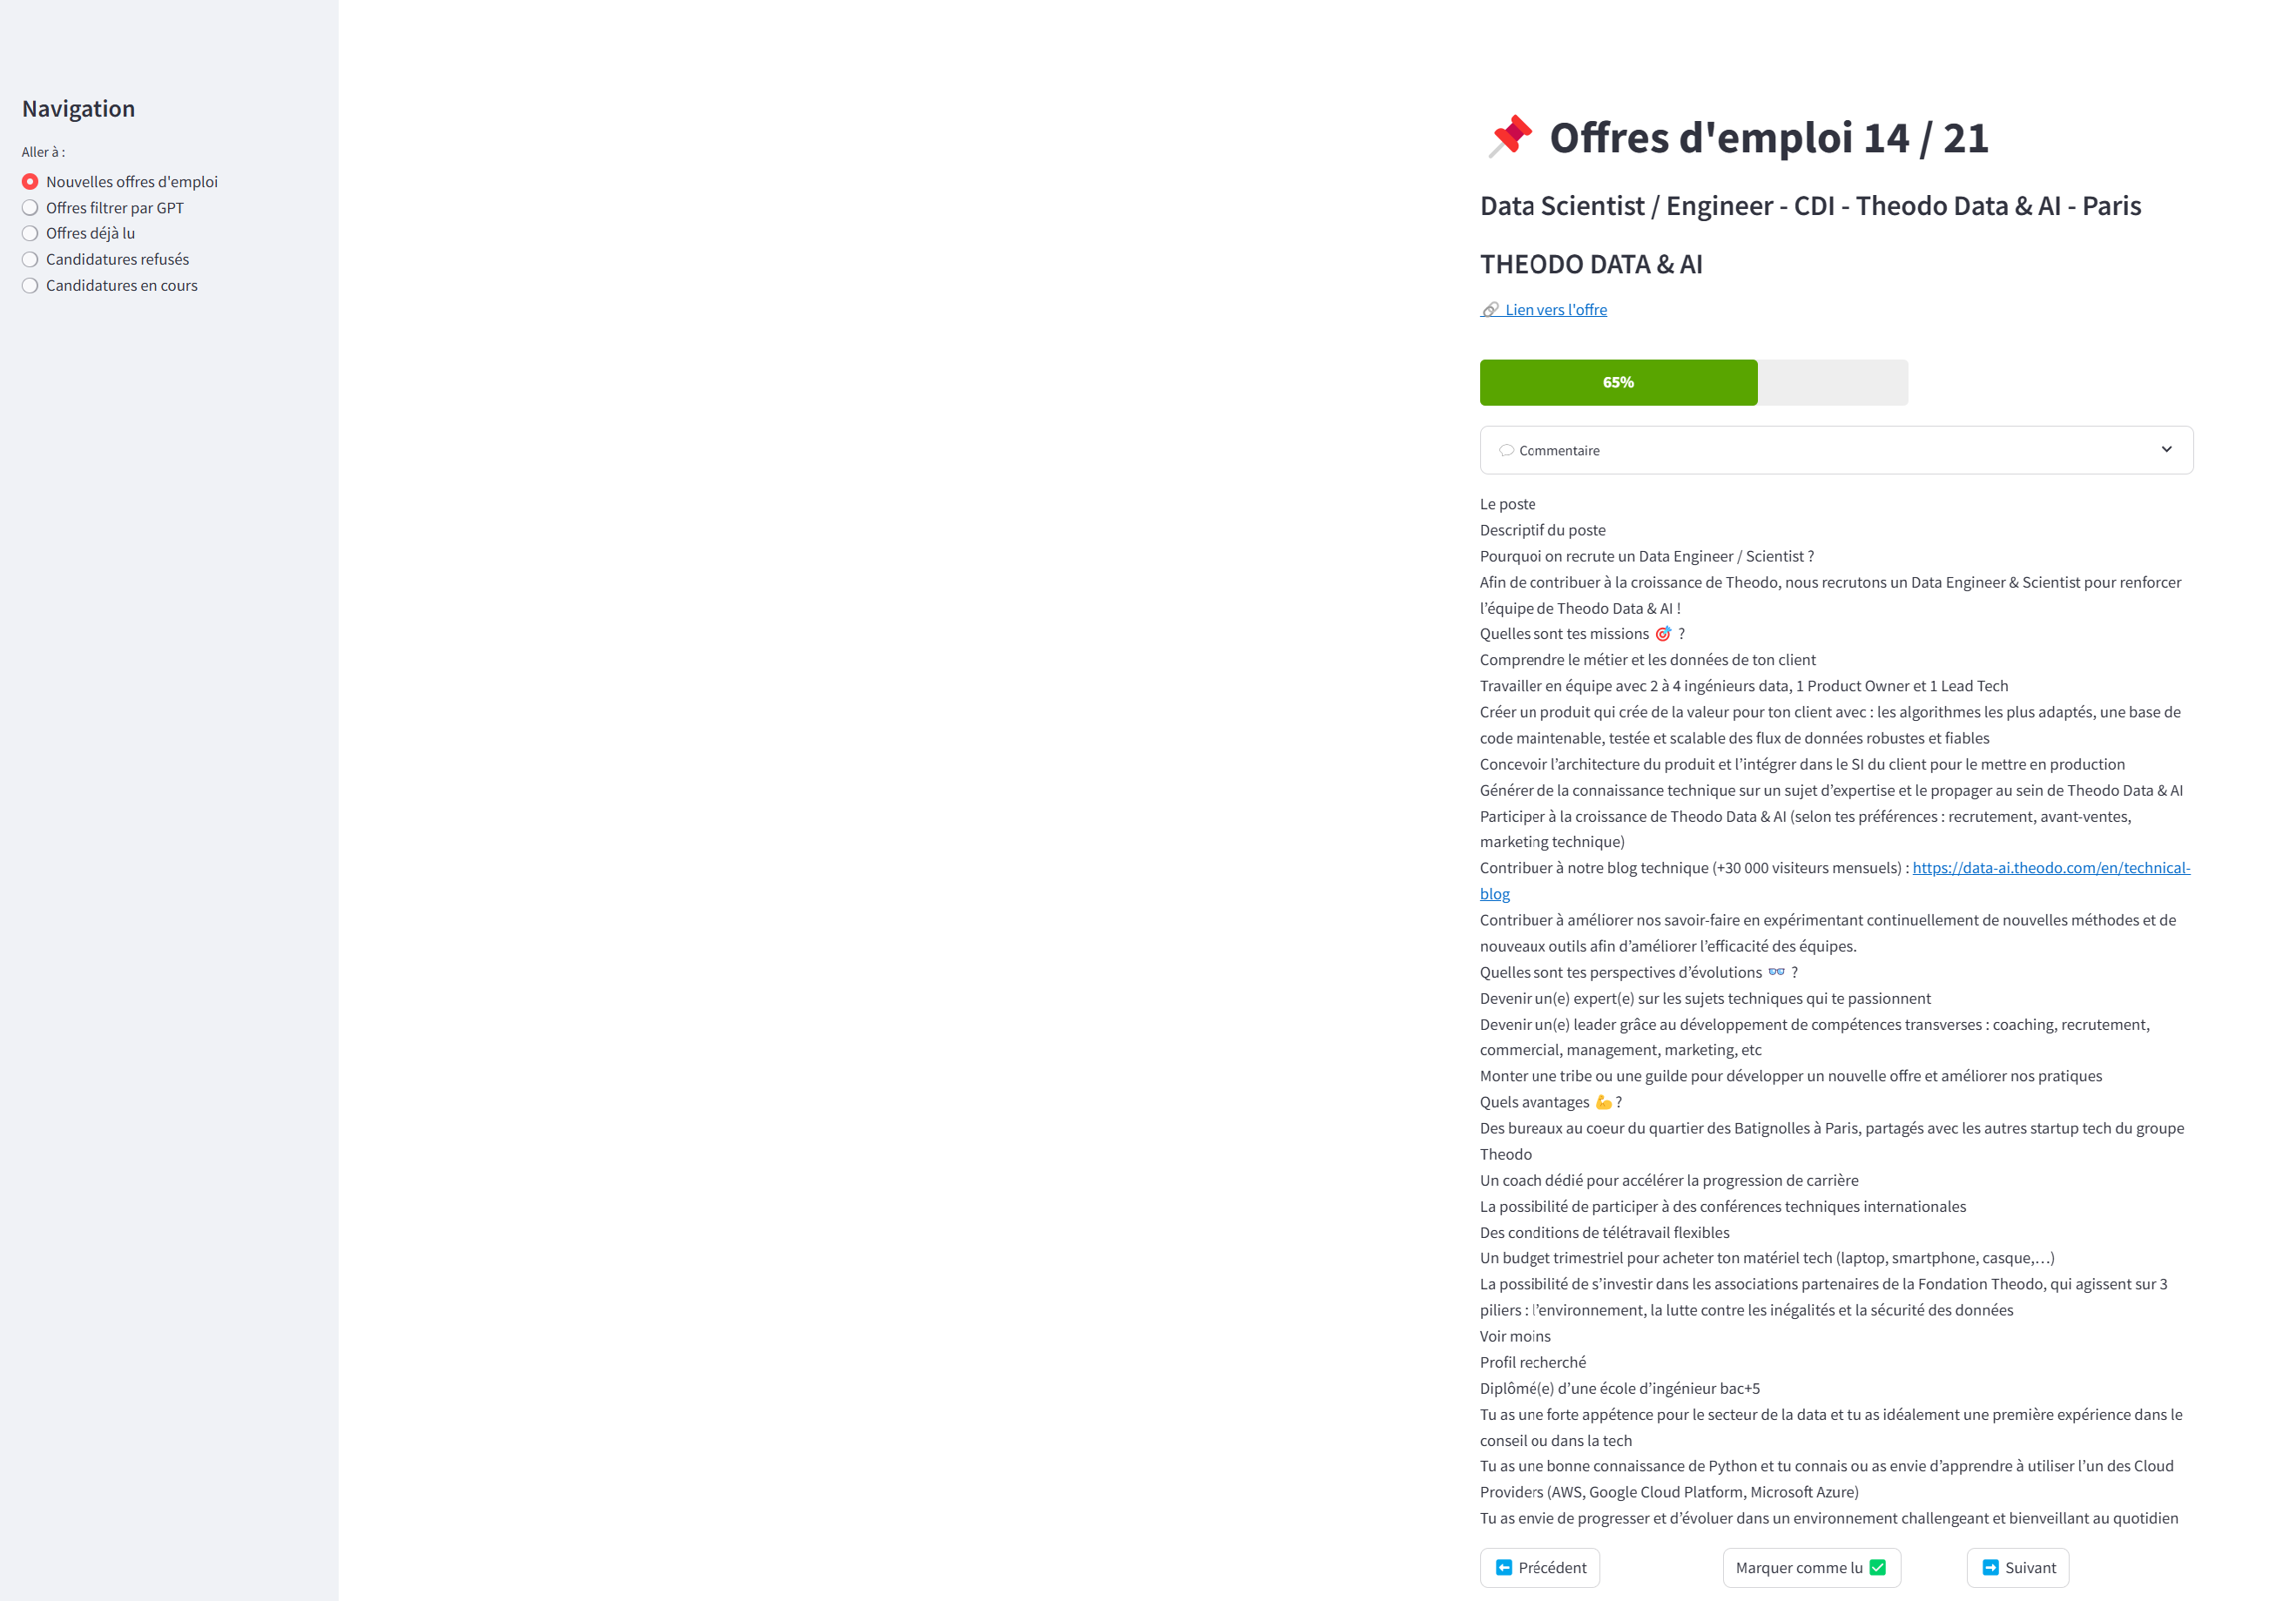 Navigation
Aller à :
Nouvelles offres d'emploi
Offres filtrer par GPT
Offres déjà lu
Candidatures refusés
Candidatures en cours
📌 Offres d'emploi 14 / 21
Data Scientist / Engineer - CDI - Theodo Data & AI - Paris
THEODO DATA & AI
🔗 Lien vers l'offre
65%
💬 Commentaire
Le poste
Descriptif du poste
Pourquoi on recrute un Data Engineer / Scientist ?
Afin de contribuer à la croissance de Theodo, nous recrutons un Data Engineer & Scientist pour renforcer
l’équipe de Theodo Data & AI !
Quelles sont tes missions 🎯 ?
Comprendre le métier et les données de ton client
Travailler en équipe avec 2 à 4 ingénieurs data, 1 Product Owner et 1 Lead Tech
Créer un produit qui crée de la valeur pour ton client avec : les algorithmes les plus adaptés, une base de
code maintenable, testée et scalable des flux de données robustes et fiables
Concevoir l’architecture du produit et l’intégrer dans le SI du client pour le mettre en production
Générer de la connaissance technique sur un sujet d’expertise et le propager au sein de Theodo Data & AI
Participer à la croissance de Theodo Data & AI (selon tes préférences : recrutement, avant-ventes,
marketing technique)
Contribuer à notre blog technique (+30 000 visiteurs mensuels) : https://data-ai.theodo.com/en/technical-
blog
Contribuer à améliorer nos savoir-faire en expérimentant continuellement de nouvelles méthodes et de
nouveaux outils afin d’améliorer l’efficacité des équipes.
Quelles sont tes perspectives d’évolutions 👓 ?
Devenir un(e) expert(e) sur les sujets techniques qui te passionnent
Devenir un(e) leader grâce au développement de compétences transverses : coaching, recrutement,
commercial, management, marketing, etc
Monter une tribe ou une guilde pour développer un nouvelle offre et améliorer nos pratiques
Quels avantages 💪 ?
Des bureaux au coeur du quartier des Batignolles à Paris, partagés avec les autres startup tech du groupe
Theodo
Un coach dédié pour accélérer la progression de carrière
La possibilité de participer à des conférences techniques internationales
Des conditions de télétravail flexibles
Un budget trimestriel pour acheter ton matériel tech (laptop, smartphone, casque,…)
La possibilité de s’investir dans les associations partenaires de la Fondation Theodo, qui agissent sur 3
piliers : l’environnement, la lutte contre les inégalités et la sécurité des données
Voir moins
Profil recherché
Diplômé(e) d’une école d’ingénieur bac+5
Tu as une forte appétence pour le secteur de la data et tu as idéalement une première expérience dans le
conseil ou dans la tech
Tu as une bonne connaissance de Python et tu connais ou as envie d’apprendre à utiliser l’un des Cloud
Providers (AWS, Google Cloud Platform, Microsoft Azure)
Tu as envie de progresser et d’évoluer dans un environnement challengeant et bienveillant au quotidien
⬅️ Précédent
Marquer comme lu ✅
➡️ Suivant